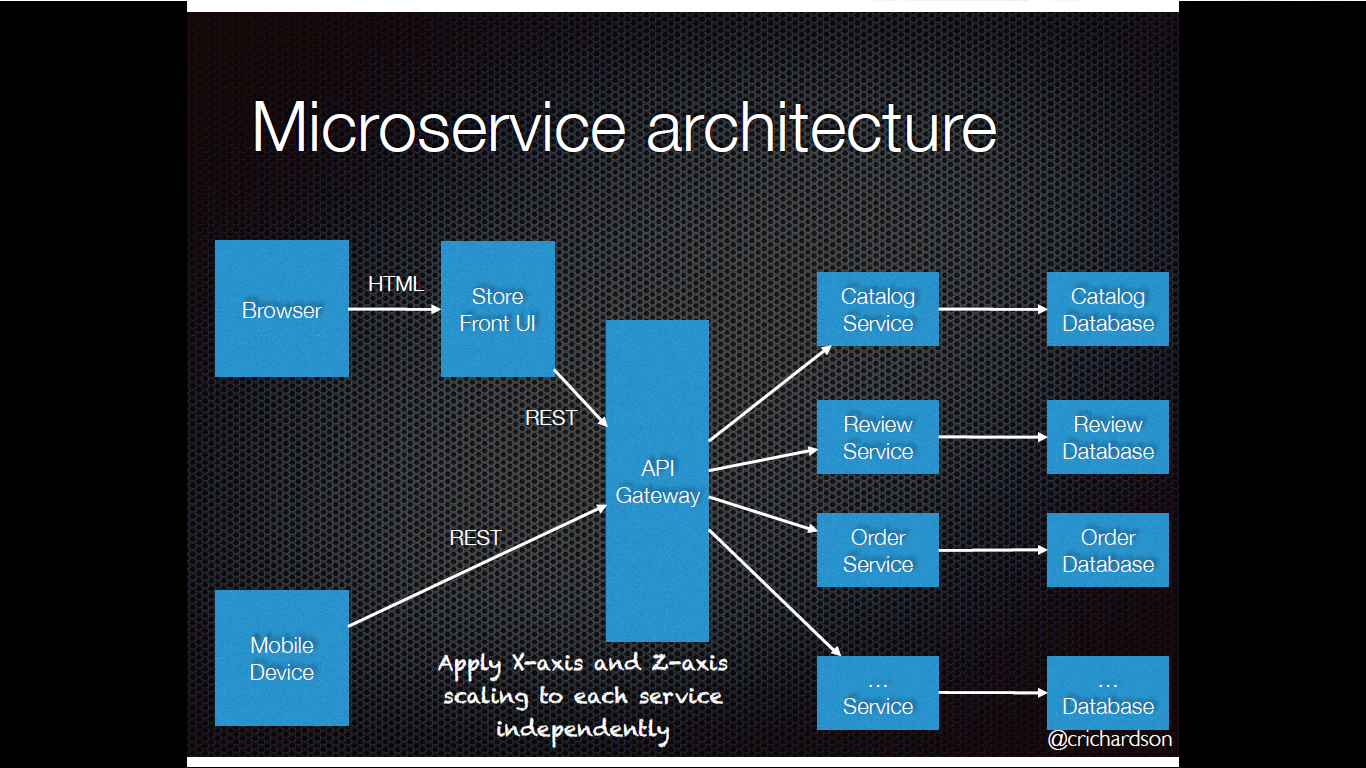 Microservice architecture
Browser
HTML
Store
Front UI
REST
API
Gateway
REST
Mobile
Device
Catalog
Service
Catalog
Database
Review
Service
Review
Database
Order
Service
Order
Database
...
Service
...
Database
Apply X-axis and Z-axis
scaling to each service
independently
@crichardson